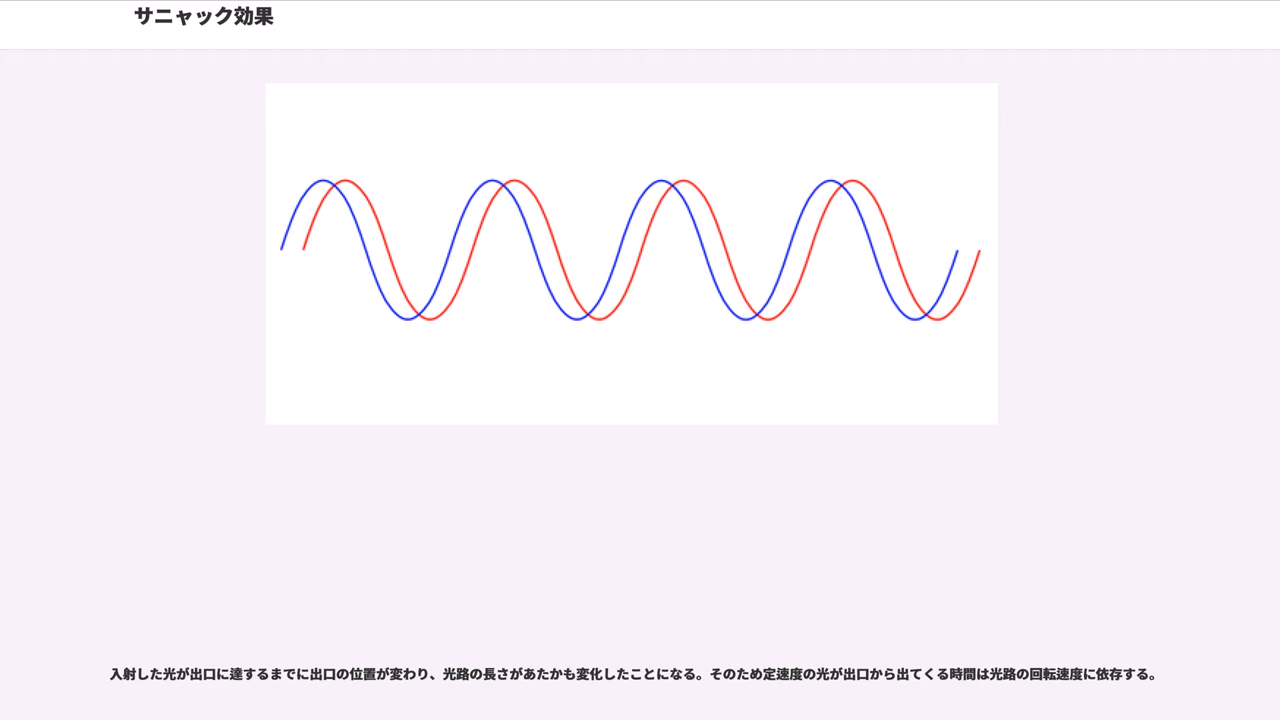 サニャック効果
入射した光が出口に達するまでに出口の位置が変わり、光路の長さがあたかも変化したことになる。そのため定速度の光が出口から出てくる時間は光路の回転速度に依存する。